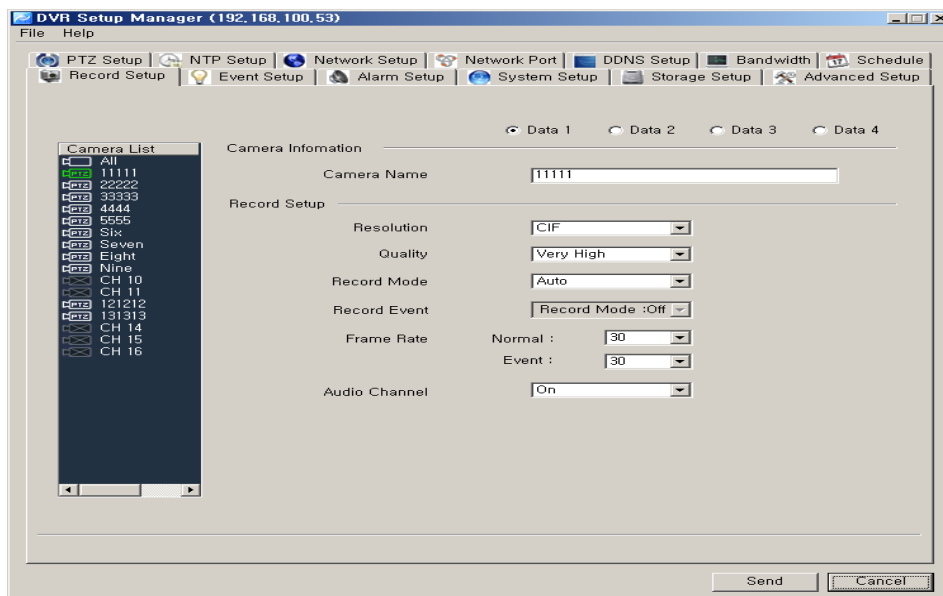 DVR Setup Manager (192,168,100,53)
File Help
PTZ Setup NTP Setup Network Setup Network Port DDNS Setup Bandwidth Schedule
Record Setup Event Setup Alarm Setup System Setup Storage Setup Advanced Setup
Data 1 Data 2 Data 3 Data 4
Camera List
All
11111
22222
33333
4444
5555
Six
Seven
Eight
Nine
CH 10
CH 11
121212
131313
CH 14
CH 15
CH 16
Camera Infomation
Camera Name 11111
Record Setup
Resolution CIF
Quality Very High
Record Mode Auto
Record Event Record Mode :Off
Frame Rate Normal : 30
Event : 30
Audio Channel On
Send Cancel